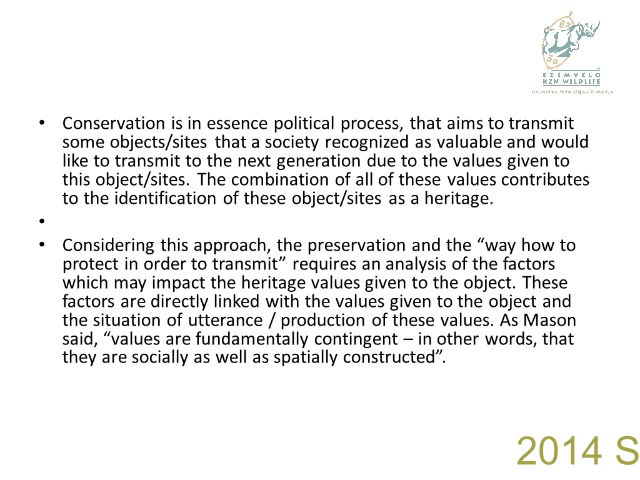 EZEMVELO
KZN WILDLIFE
• Conservation is in essence political process, that aims to transmit
some objects/sites that a society recognized as valuable and would
like to transmit to the next generation due to the values given to
this object/sites. The combination of all of these values contributes
to the identification of these object/sites as a heritage.
•
• Considering this approach, the preservation and the “way how to
protect in order to transmit” requires an analysis of the factors
which may impact the heritage values given to the object. These
factors are directly linked with the values given to the object and
the situation of utterance / production of these values. As Mason
said, “values are fundamentally contingent – in other words, that
they are socially as well as spatially constructed”.
2014 S